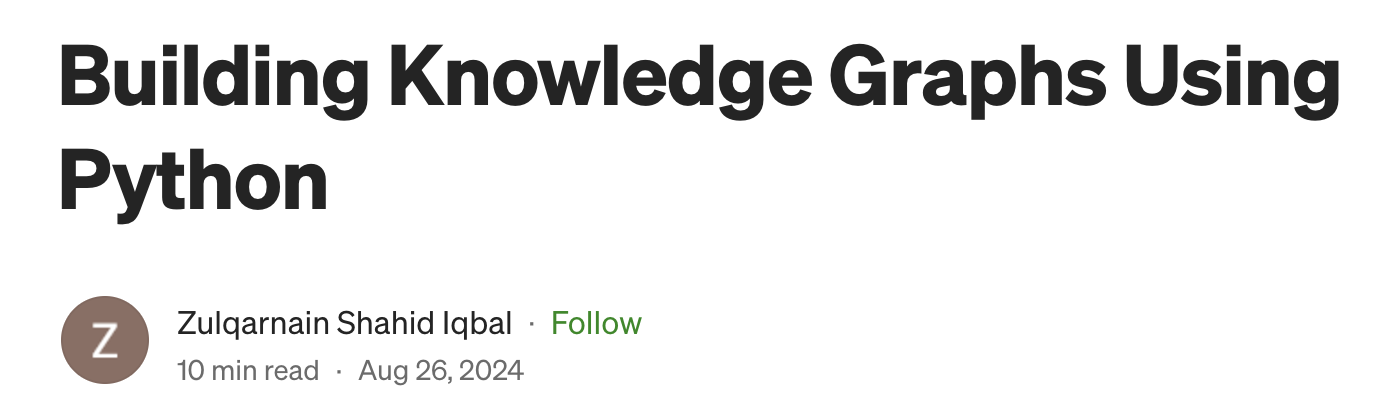 Building Knowledge Graphs Using
Python
Z
Zulqarnain Shahid Iqbal · Follow
10 min read · Aug 26, 2024